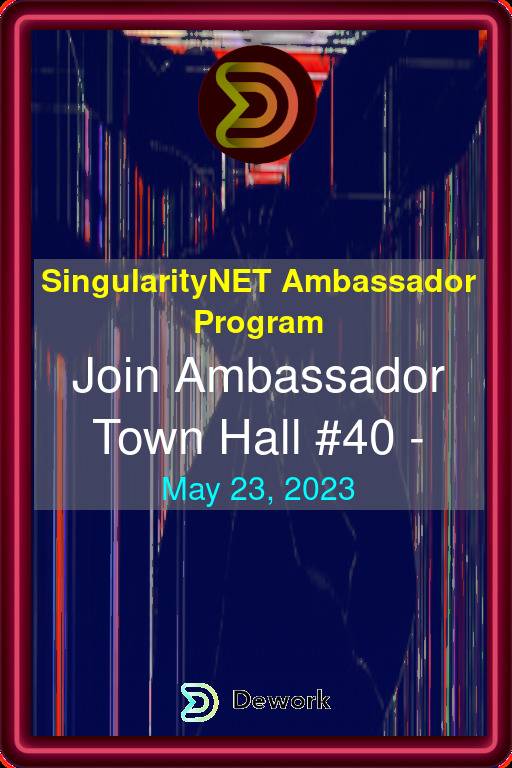 SingularityNET Ambassador
Program
Join Ambassador
Town Hall #40 -
May 23, 2023
Dework